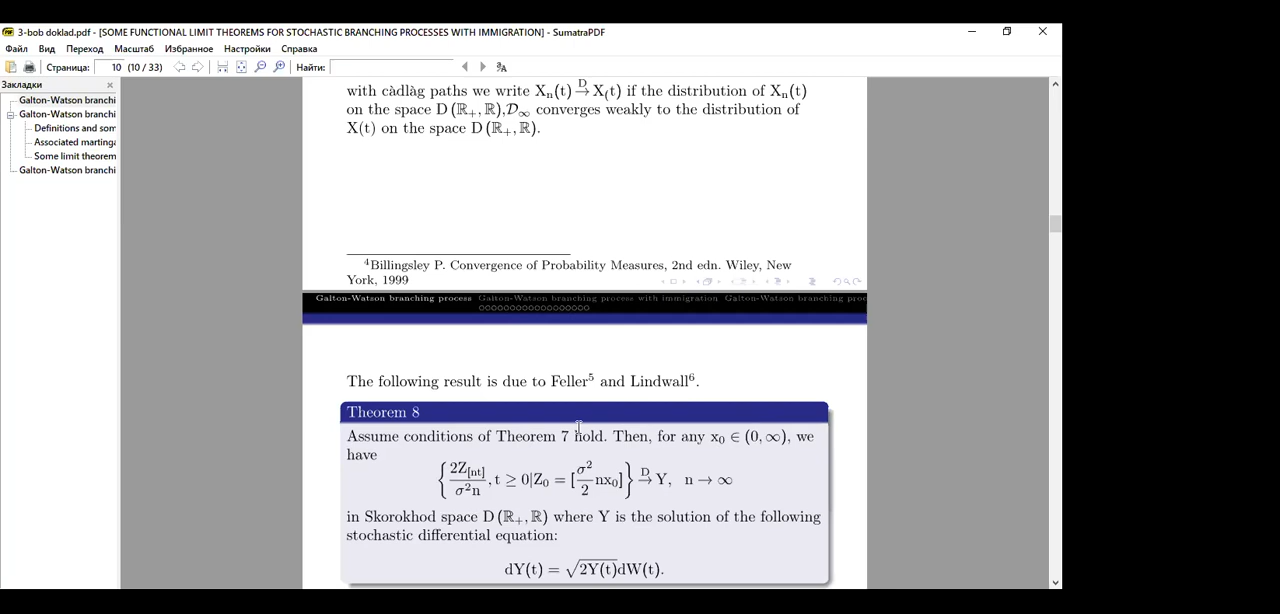 3-bob doklad.pdf - [SOME FUNCTIONAL LIMIT THEOREMS FOR STOCHASTIC BRANCHING PROCESSES WITH IMMIGRATION] - SumatraPDF
Файл Вид Переход Масштаб Избранное Настройки Справка
Страница: 10 (10 / 33) Найти:
Закладки
Galton-Watson branchi
Galton-Watson branchi
Definitions and som
Associated marting
Some limit theorem
Galton-Watson branchi
with càdlàg paths we write Xₙ(t) →ᴰ X(t) if the distribution of Xₙ(t)
on the space D(ℝ₊, ℝ),𝒟∞ converges weakly to the distribution of
X(t) on the space D(ℝ₊, ℝ).
⁴Billingsley P. Convergence of Probability Measures, 2nd edn. Wiley, New
York, 1999
Galton-Watson branching process Galton-Watson branching process with immigration Galton-Watson branching proc
The following result is due to Feller⁵ and Lindwall⁶.
Theorem 8
Assume conditions of Theorem 7 hold. Then, for any x₀ ∈ (0, ∞), we
have
{2Z_[nt]/σ²n, t ≥ 0|Z₀ = [σ²/2 nx₀]} →ᴰ Y, n → ∞
in Skorokhod space D(ℝ₊, ℝ) where Y is the solution of the following
stochastic differential equation:
dY(t) = √2Y(t)dW(t).